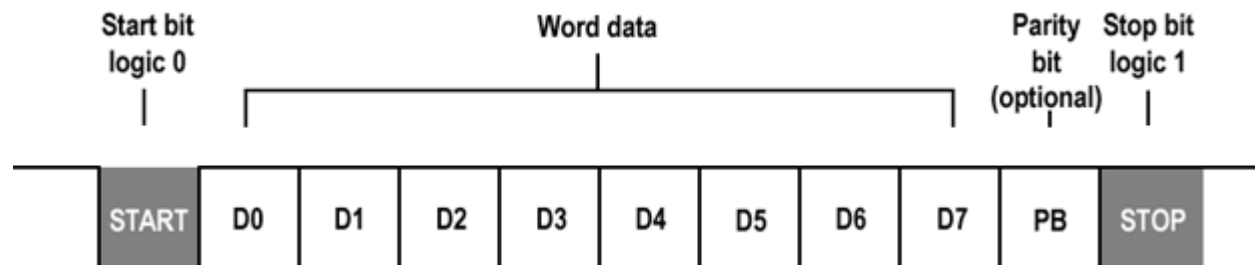 Start bit
logic 0
Word data
Parity
bit
(optional)
Stop bit
logic 1
START D0 D1 D2 D3 D4 D5 D6 D7 PB STOP